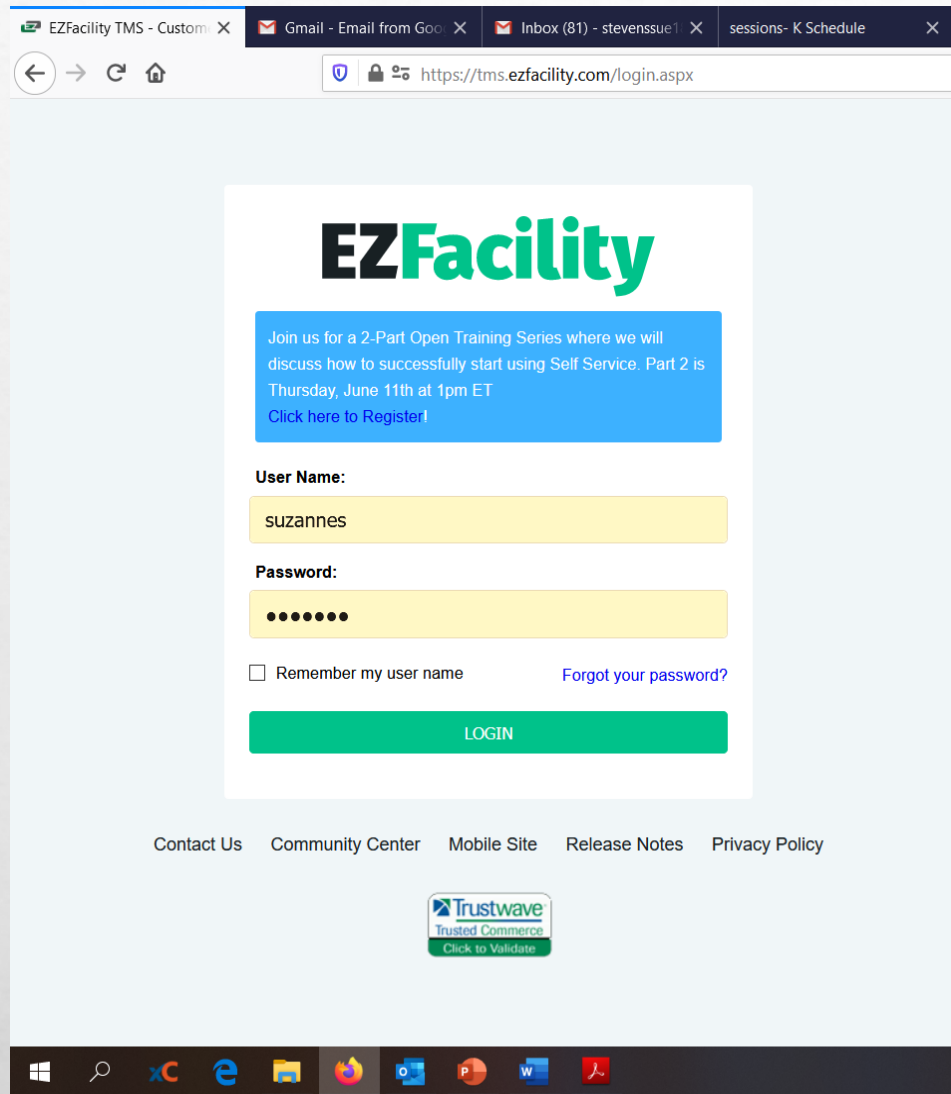 EZFacility TMS - Custom
Gmail - Email from Goo
Inbox (81) - stevenssue1
sessions- K Schedule
https://tms.ezfacility.com/login.aspx
EZFacility
Join us for a 2-Part Open Training Series where we will
discuss how to successfully start using Self Service. Part 2 is
Thursday, June 11th at 1pm ET
Click here to Register!
User Name:
suzannes
Password:
●●●●●●●
Remember my user name
Forgot your password?
LOGIN
Contact Us Community Center Mobile Site Release Notes Privacy Policy
Trustwave
Trusted Commerce
Click to Validate